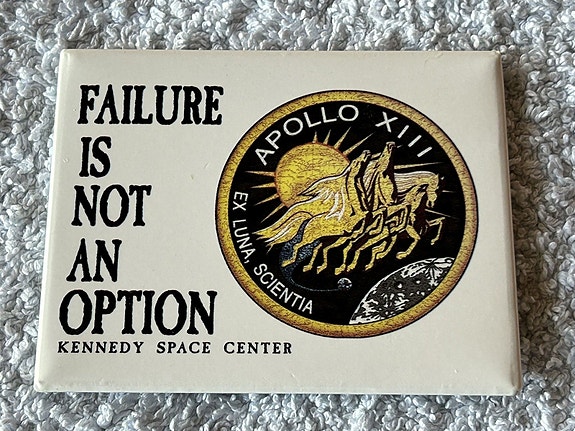 FAILURE
IS
NOT
AN
OPTION
KENNEDY SPACE CENTER
APOLLO XIII
EX LUNA, SCIENTIA